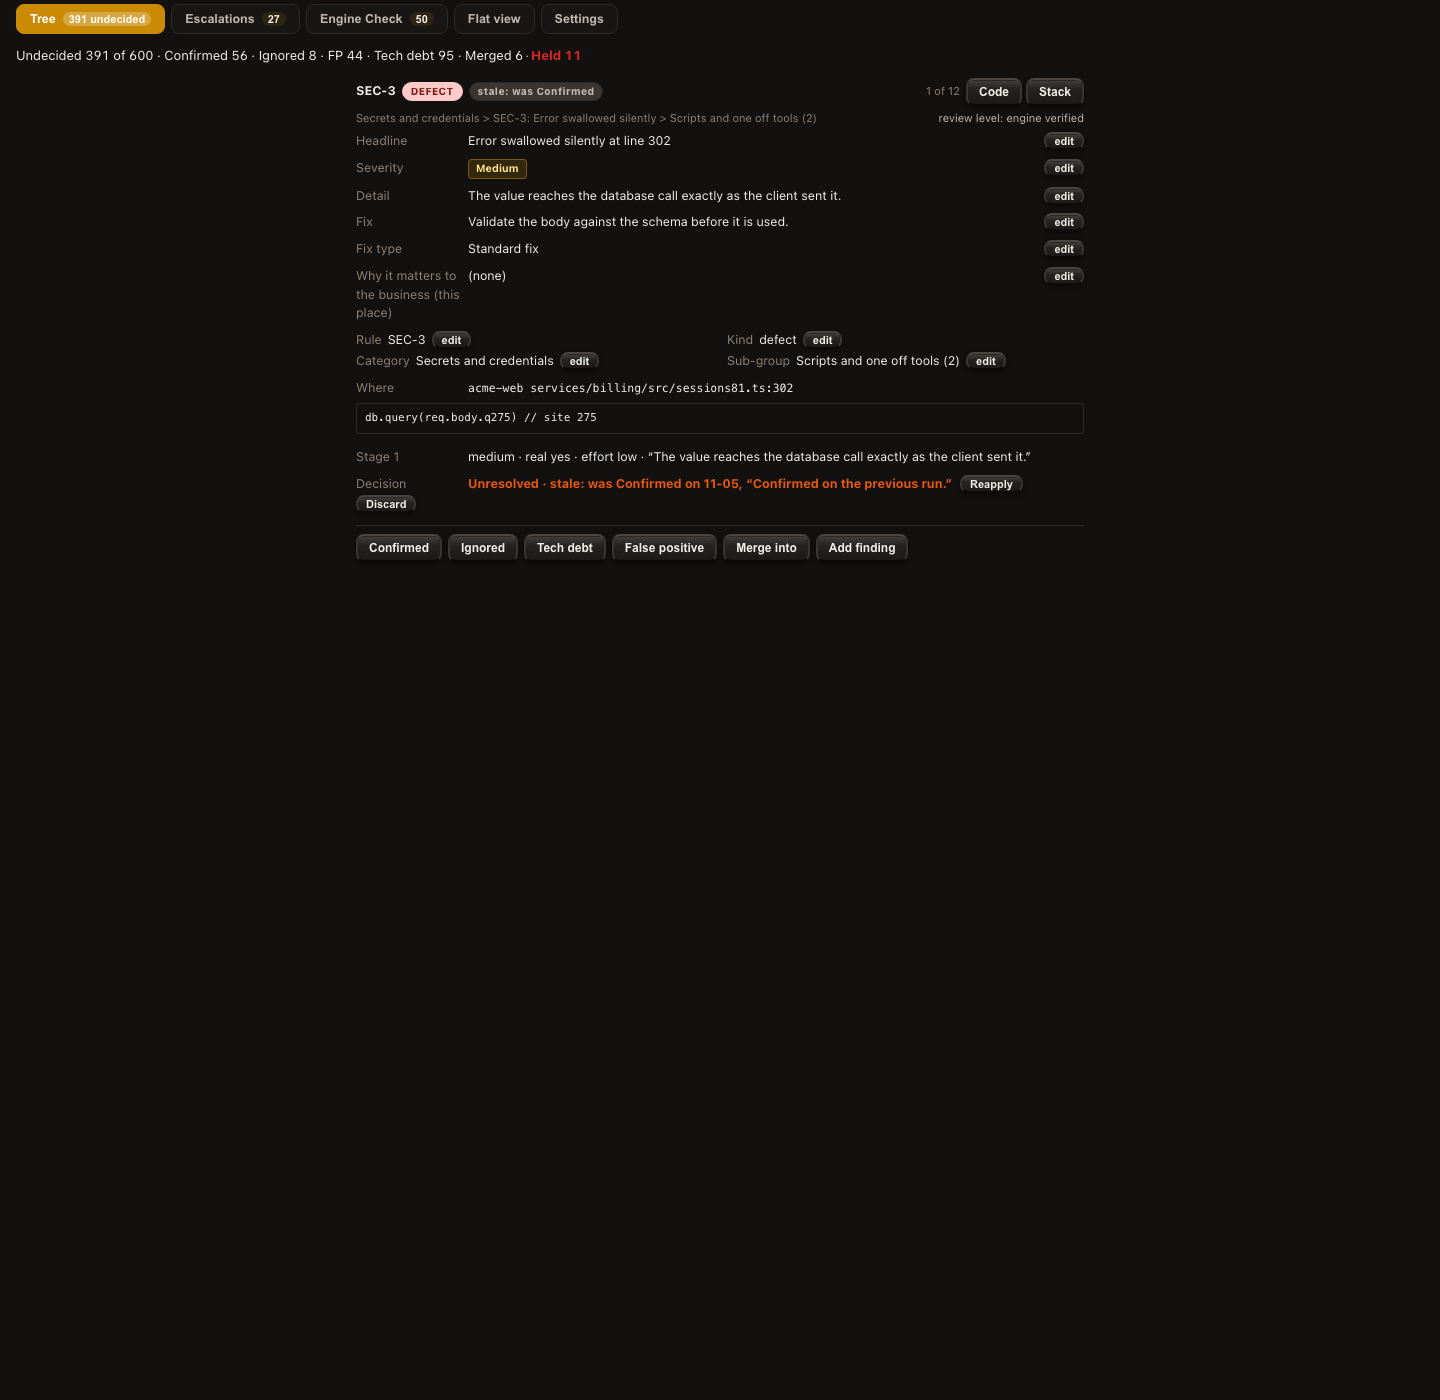 Tree 391 undecided Escalations 27 Engine Check 50 Flat view Settings
Undecided 391 of 600 · Confirmed 56 · Ignored 8 · FP 44 · Tech debt 95 · Merged 6 · Held 11
SEC-3 DEFECT stale: was Confirmed 1 of 12 Code Stack
Secrets and credentials > SEC-3: Error swallowed silently > Scripts and one off tools (2) review level: engine verified
Headline Error swallowed silently at line 302 edit
Severity Medium edit
Detail The value reaches the database call exactly as the client sent it. edit
Fix Validate the body against the schema before it is used. edit
Fix type Standard fix edit
Why it matters to (none) edit
the business (this
place)
Rule SEC-3 edit Kind defect edit
Category Secrets and credentials edit Sub-group Scripts and one off tools (2) edit
Where acme-web services/billing/src/sessions81.ts:302
db.query(req.body.q275) // site 275
Stage 1 medium · real yes · effort low · “The value reaches the database call exactly as the client sent it.”
Decision Unresolved · stale: was Confirmed on 11-05, “Confirmed on the previous run.” Reapply
Discard
Confirmed Ignored Tech debt False positive Merge into Add finding